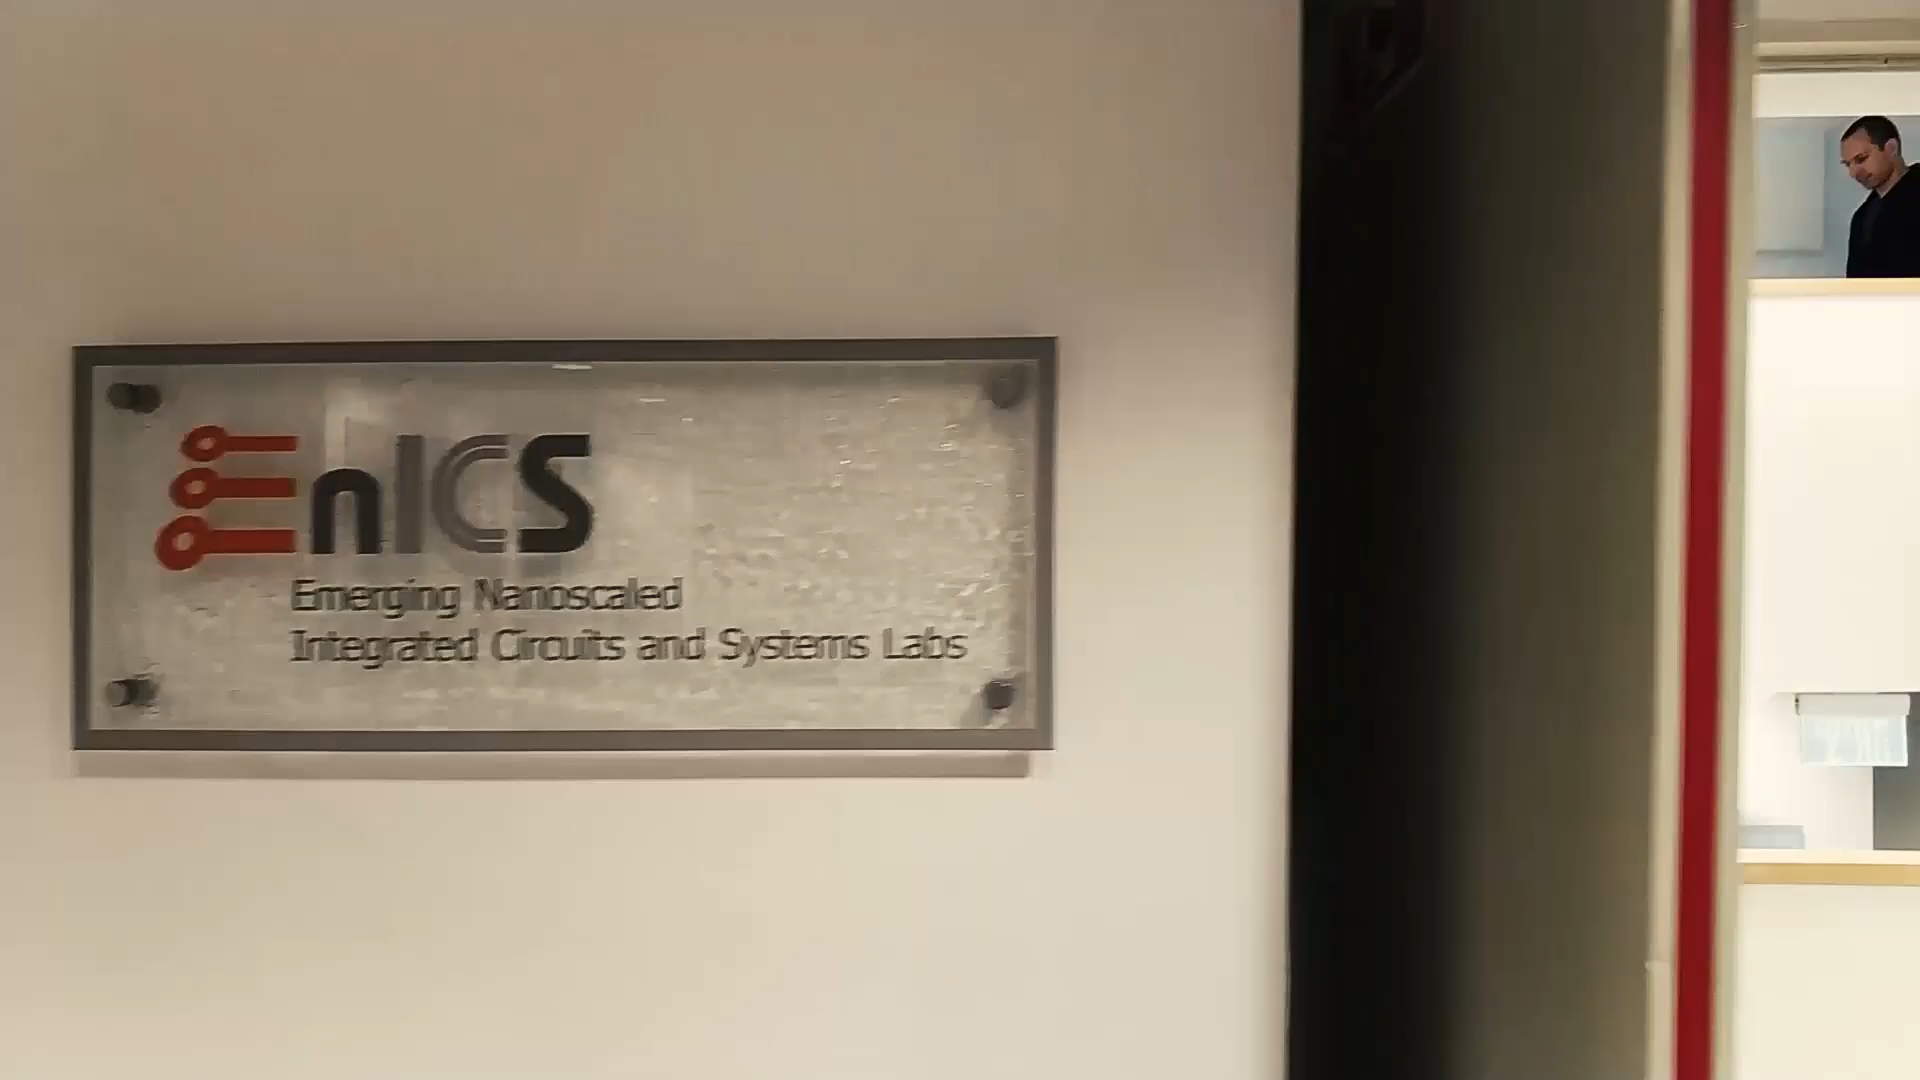 EnICS
Emerging Nanoscaled
Integrated Circuits and Systems Labs